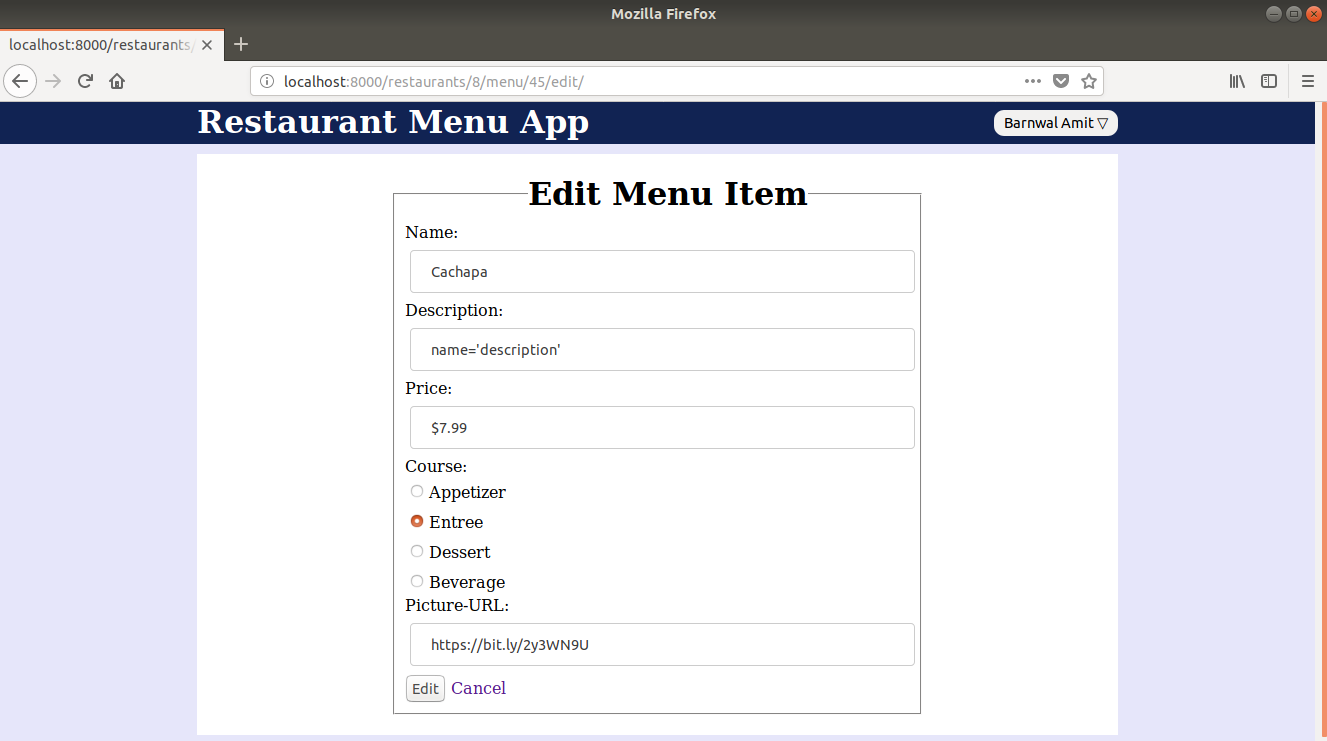 Mozilla Firefox
localhost:8000/restaurants/
localhost:8000/restaurants/8/menu/45/edit/
Restaurant Menu App
Barnwal Amit ▽
Edit Menu Item
Name:
Cachapa
Description:
name='description'
Price:
$7.99
Course:
Appetizer
Entree
Dessert
Beverage
Picture-URL:
https://bit.ly/2y3WN9U
Edit Cancel